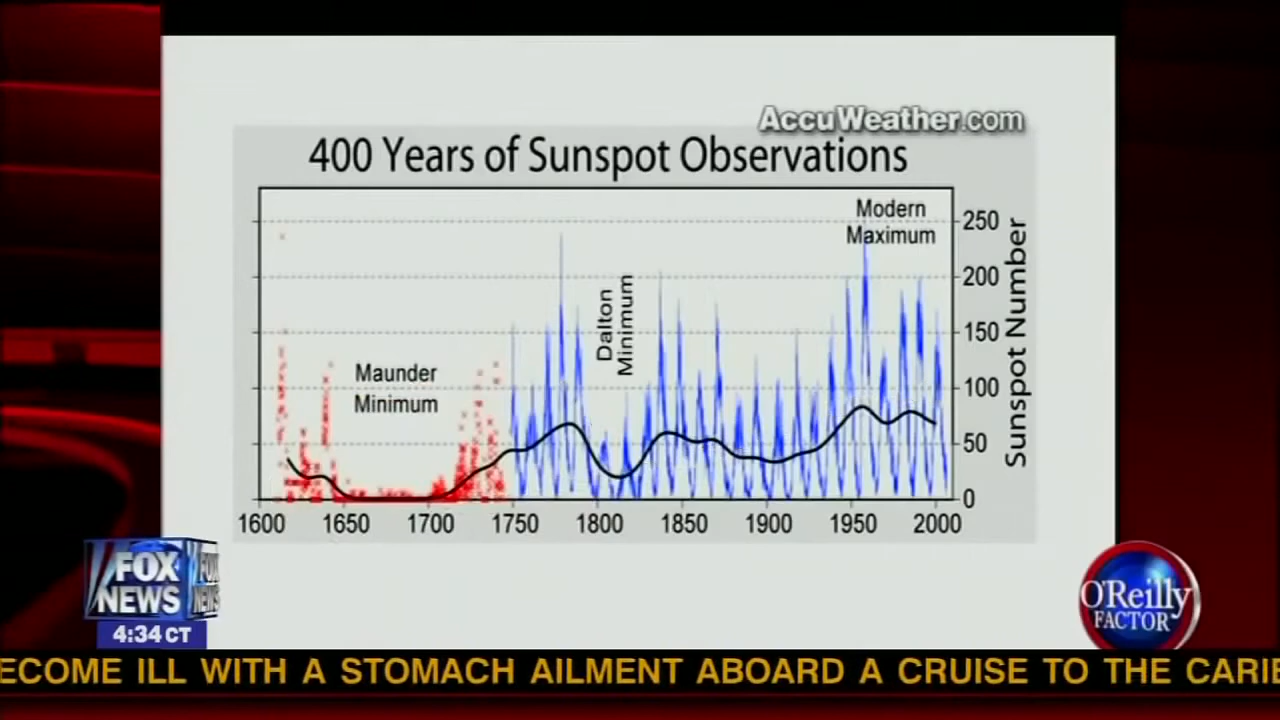 AccuWeather.com
400 Years of Sunspot Observations
Modern
Maximum
Dalton
Minimum
Maunder
Minimum
250
200
150
100
50
0
Sunspot Number
1600 1650 1700 1750 1800 1850 1900 1950 2000
FOX
NEWS
4:34 CT
O'Reilly
FACTOR
ECOME ILL WITH A STOMACH AILMENT ABOARD A CRUISE TO THE CARIB